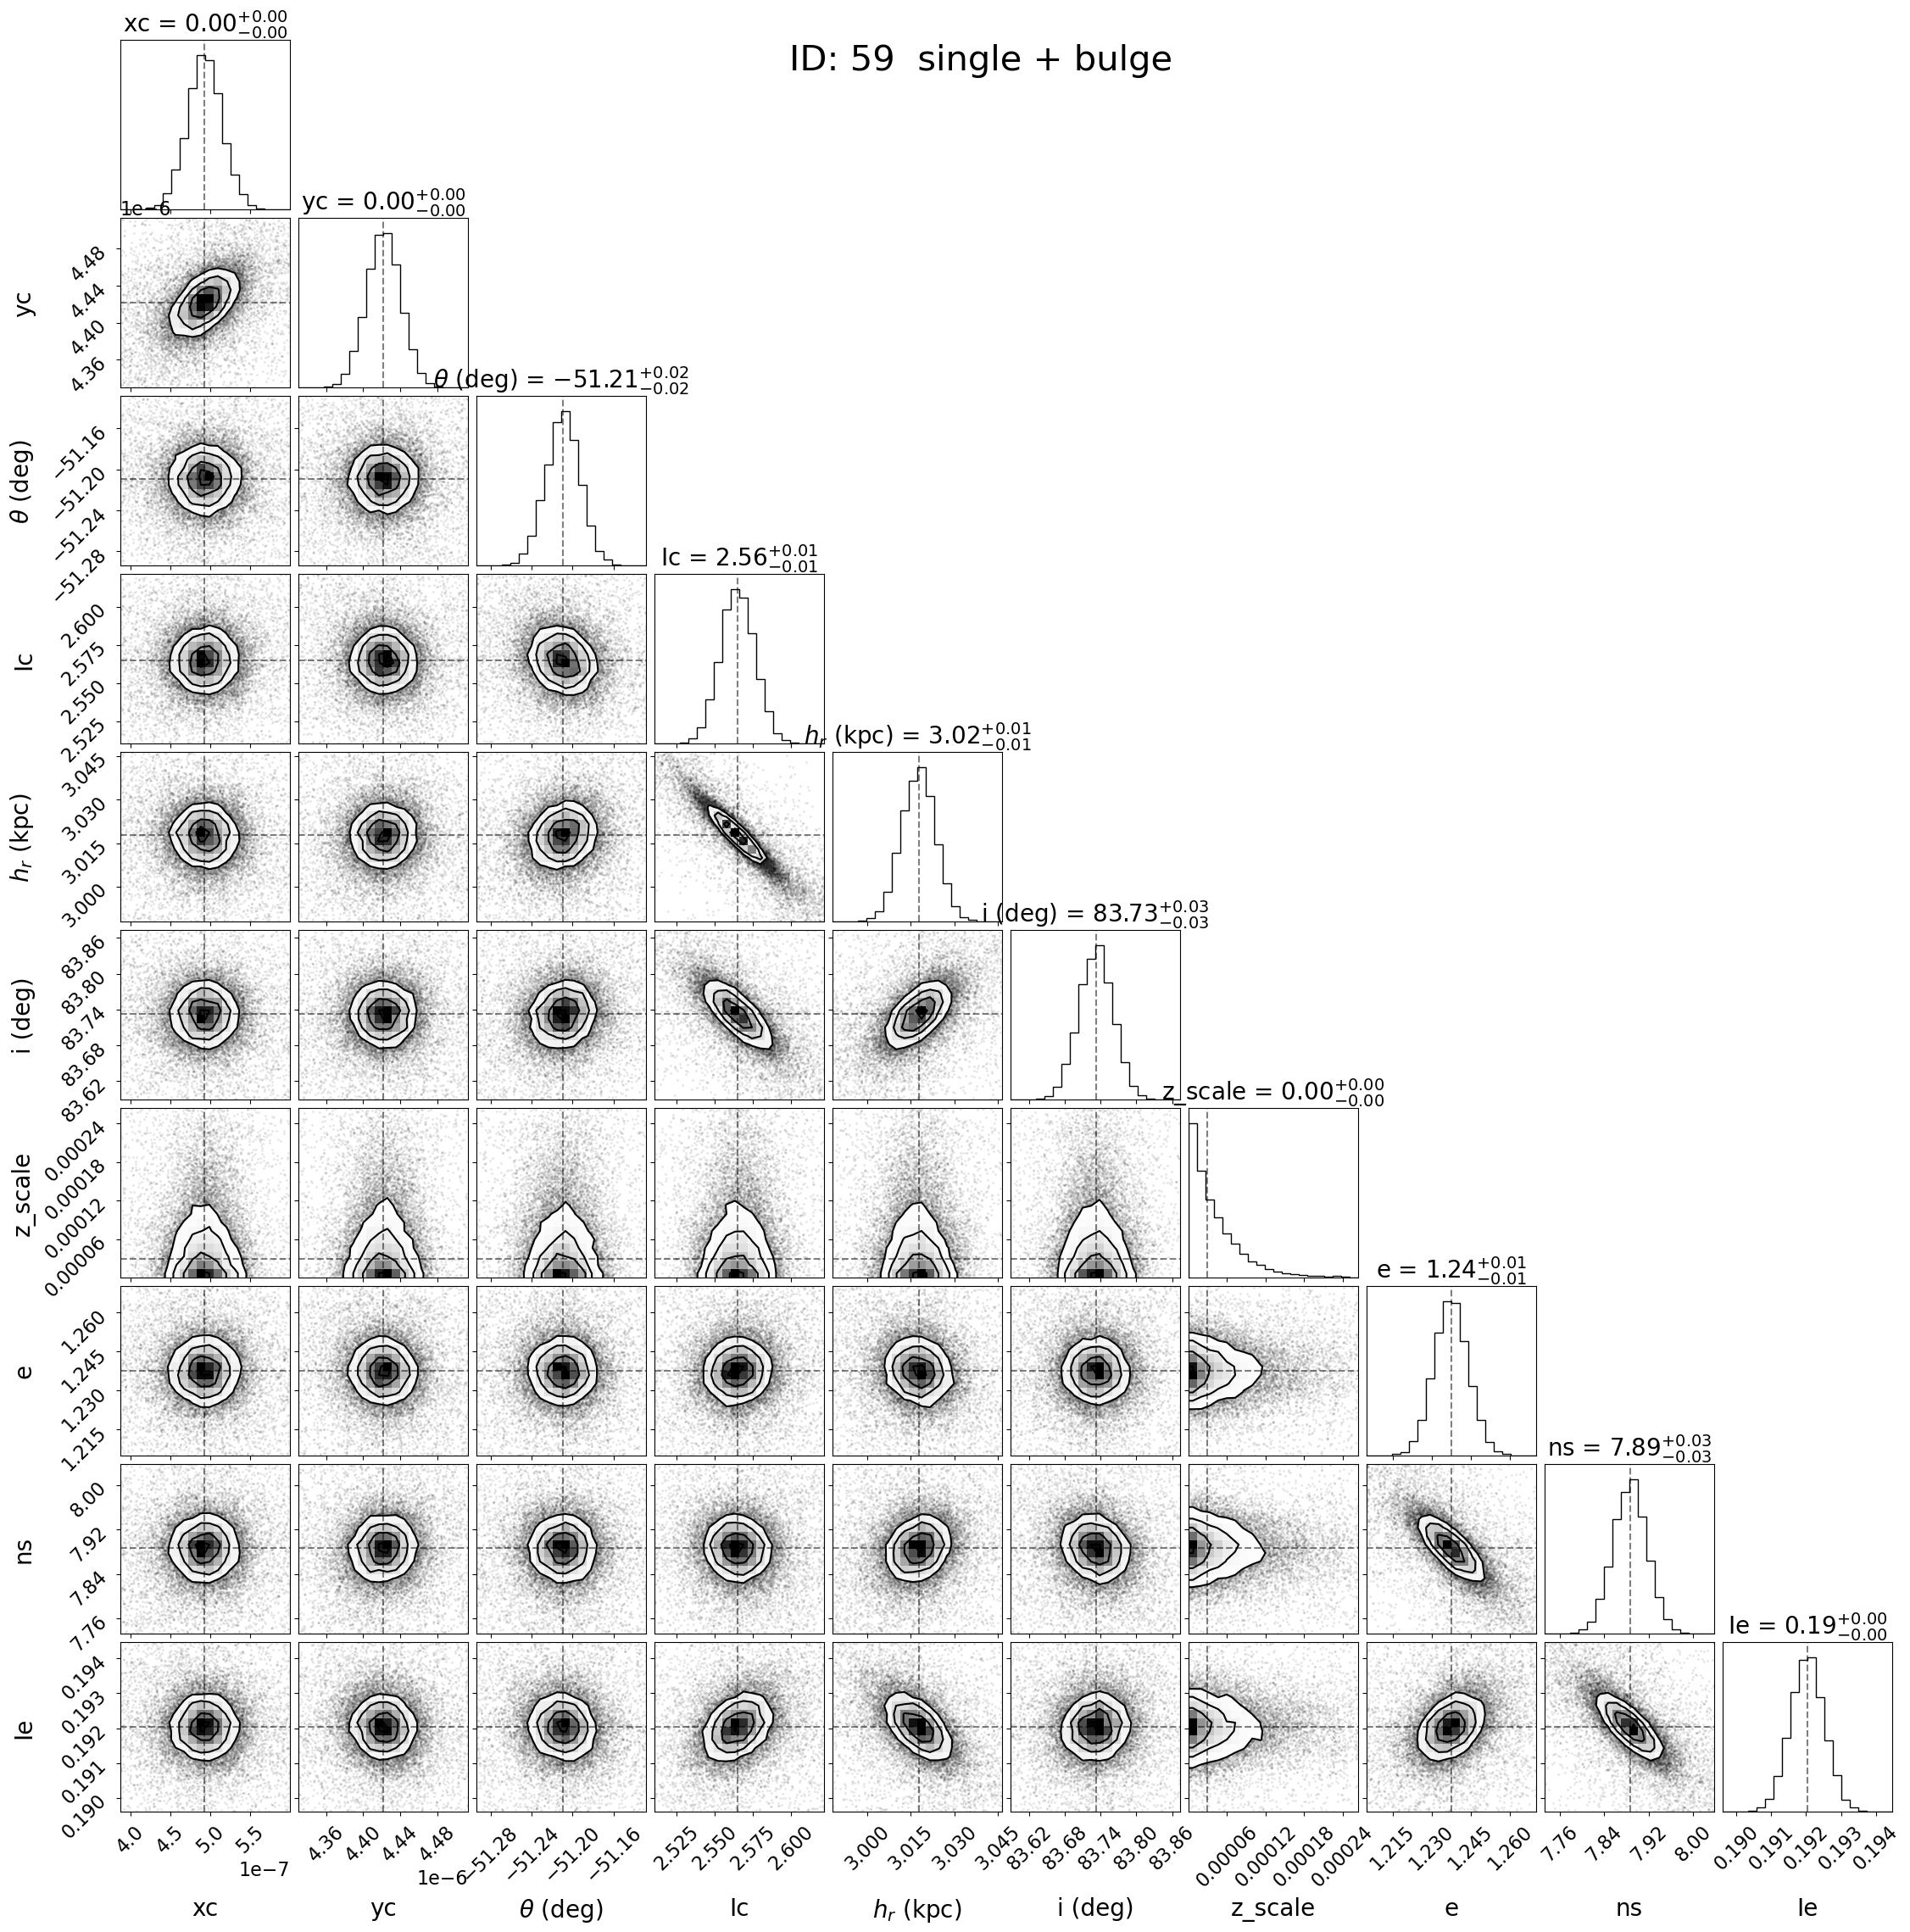 xc = 0.00+0.00−0.00
ID: 59  single + bulge
1e−6
yc = 0.00+0.00−0.00
yc
4.48
4.44
4.40
4.36
θ (deg) = −51.21+0.02−0.02
θ (deg)
−51.16
−51.20
−51.24
−51.28
Ic = 2.56+0.01−0.01
Ic
2.600
2.575
2.550
2.525
hr (kpc) = 3.02+0.01−0.01
hr (kpc)
3.045
3.030
3.015
3.000
i (deg) = 83.73+0.03−0.03
i (deg)
83.86
83.80
83.74
83.68
83.62
z_scale = 0.00+0.00−0.00
z_scale
0.00024
0.00018
0.00012
0.00006
e = 1.24+0.01−0.01
e
1.260
1.245
1.230
1.215
ns = 7.89+0.03−0.03
ns
8.00
7.92
7.84
7.76
Ie = 0.19+0.00−0.00
Ie
0.194
0.193
0.192
0.191
0.190
4.0 4.5 5.0 5.5
1e−7
4.36 4.40 4.44 4.48
1e−6
−51.28 −51.24 −51.20 −51.16
2.525 2.550 2.575 2.600
3.000 3.015 3.030 3.045
83.62 83.68 83.74 83.80 83.86
0.00006 0.00012 0.00018 0.00024
1.215 1.230 1.245 1.260
7.76 7.84 7.92 8.00
0.190 0.191 0.192 0.193 0.194
xc yc θ (deg) Ic hr (kpc) i (deg) z_scale e ns Ie